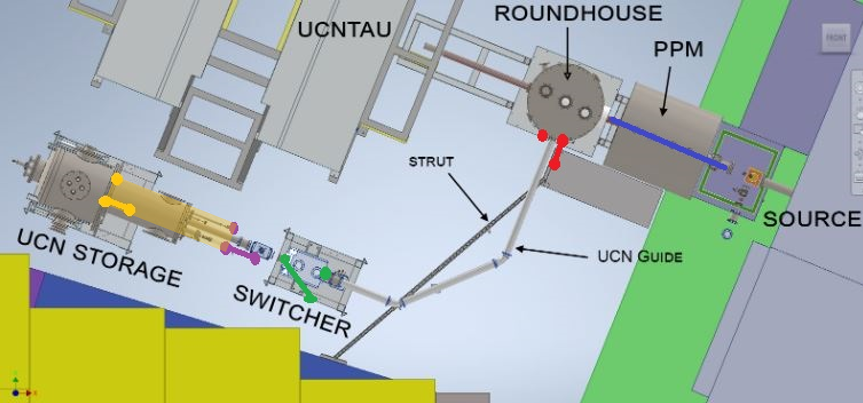 ROUNDHOUSE
UCNTAU
PPM
FRONT
STRUT
SOURCE
UCN STORAGE
UCN GUIDE
SWITCHER